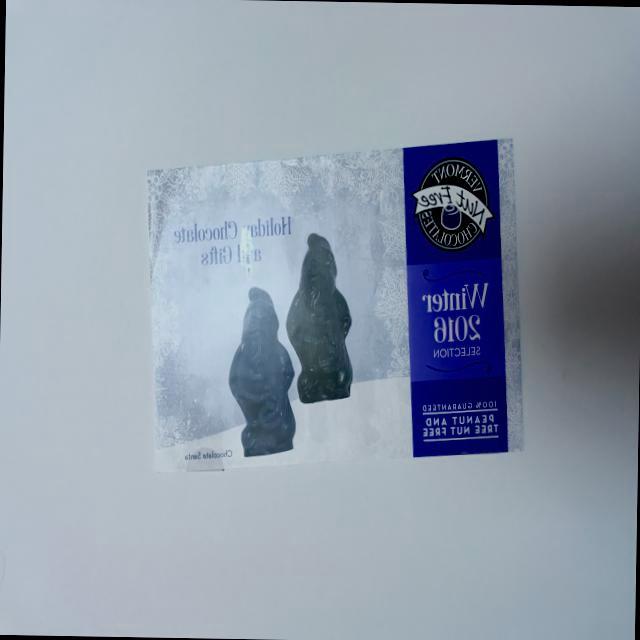 VERMONT
Nut Free
CHOCOLATES
Winter
2016
SELECTION
100% GUARANTEED
PEANUT AND
TREE NUT FREE
Holiday Chocolate
and Gifts
Chocolate Santa